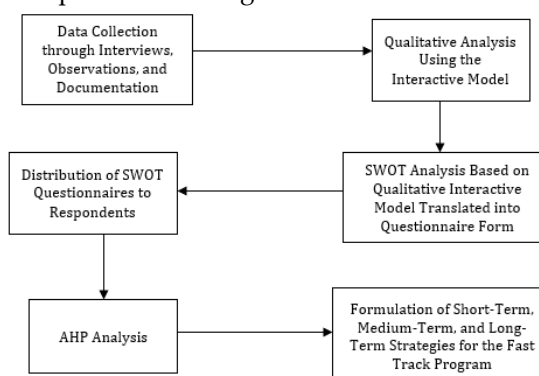 Data Collection
through Interviews,
Observations, and
Documentation
Qualitative Analysis
Using the
Interactive Model
SWOT Analysis Based on
Qualitative Interactive
Model Translated into
Questionnaire Form
Distribution of SWOT
Questionnaires to
Respondents
AHP Analysis
Formulation of Short-Term,
Medium-Term, and Long-
Term Strategies for the Fast
Track Program